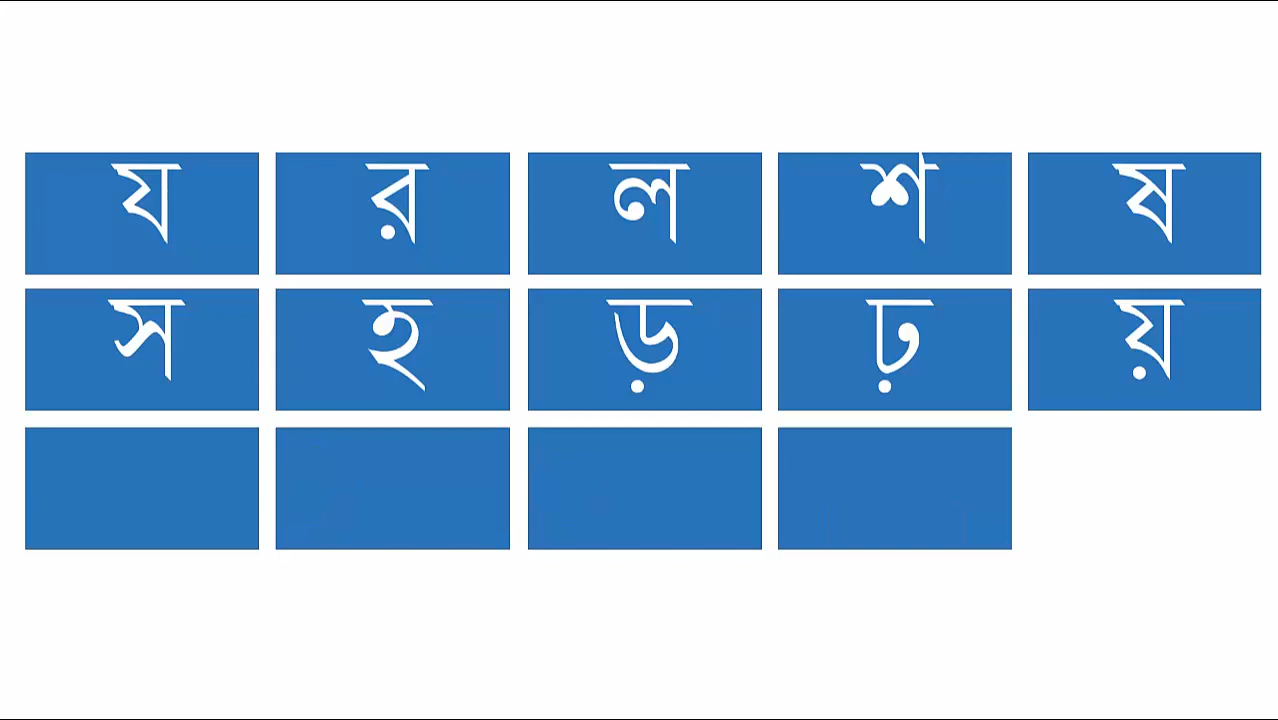 য র ল শ ষ
স হ ড় ঢ় য়